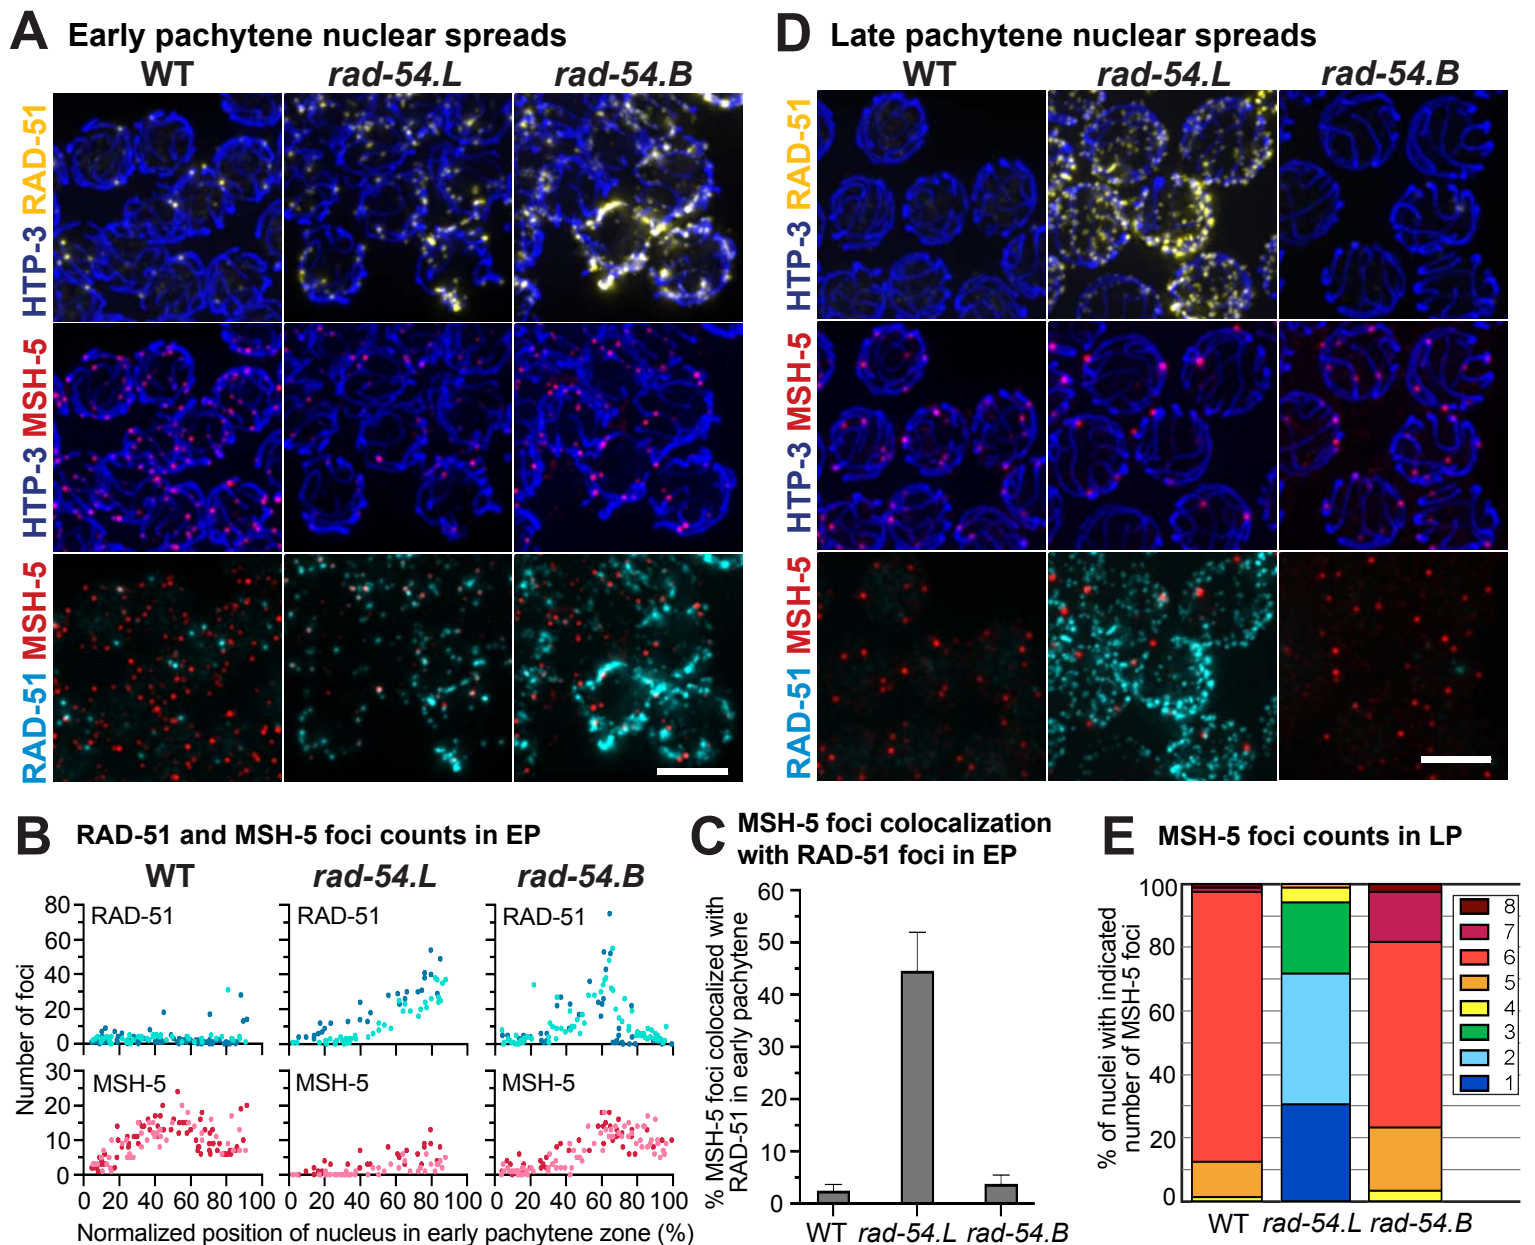 A Early pachytene nuclear spreads
WT rad-54.L rad-54.B
HTP-3 RAD-51
HTP-3 MSH-5
RAD-51 MSH-5
D Late pachytene nuclear spreads
WT rad-54.L rad-54.B
HTP-3 RAD-51
HTP-3 MSH-5
RAD-51 MSH-5
B RAD-51 and MSH-5 foci counts in EP
WT rad-54.L rad-54.B
Number of foci
80
60
40
20
0
RAD-51 RAD-51 RAD-51
30
20
10
0
MSH-5 MSH-5 MSH-5
0 20 40 60 80 100 0 20 40 60 80 100 0 20 40 60 80 100
Normalized position of nucleus in early pachytene zone (%)
C MSH-5 foci colocalization
with RAD-51 foci in EP
% MSH-5 foci colocalized with
RAD-51 in early pachytene
60
50
40
30
20
10
0
WT rad-54.L rad-54.B
E MSH-5 foci counts in LP
% of nuclei with indicated
number of MSH-5 foci
100
80
60
40
20
0
8
7
6
5
4
3
2
1
WT rad-54.L rad-54.B